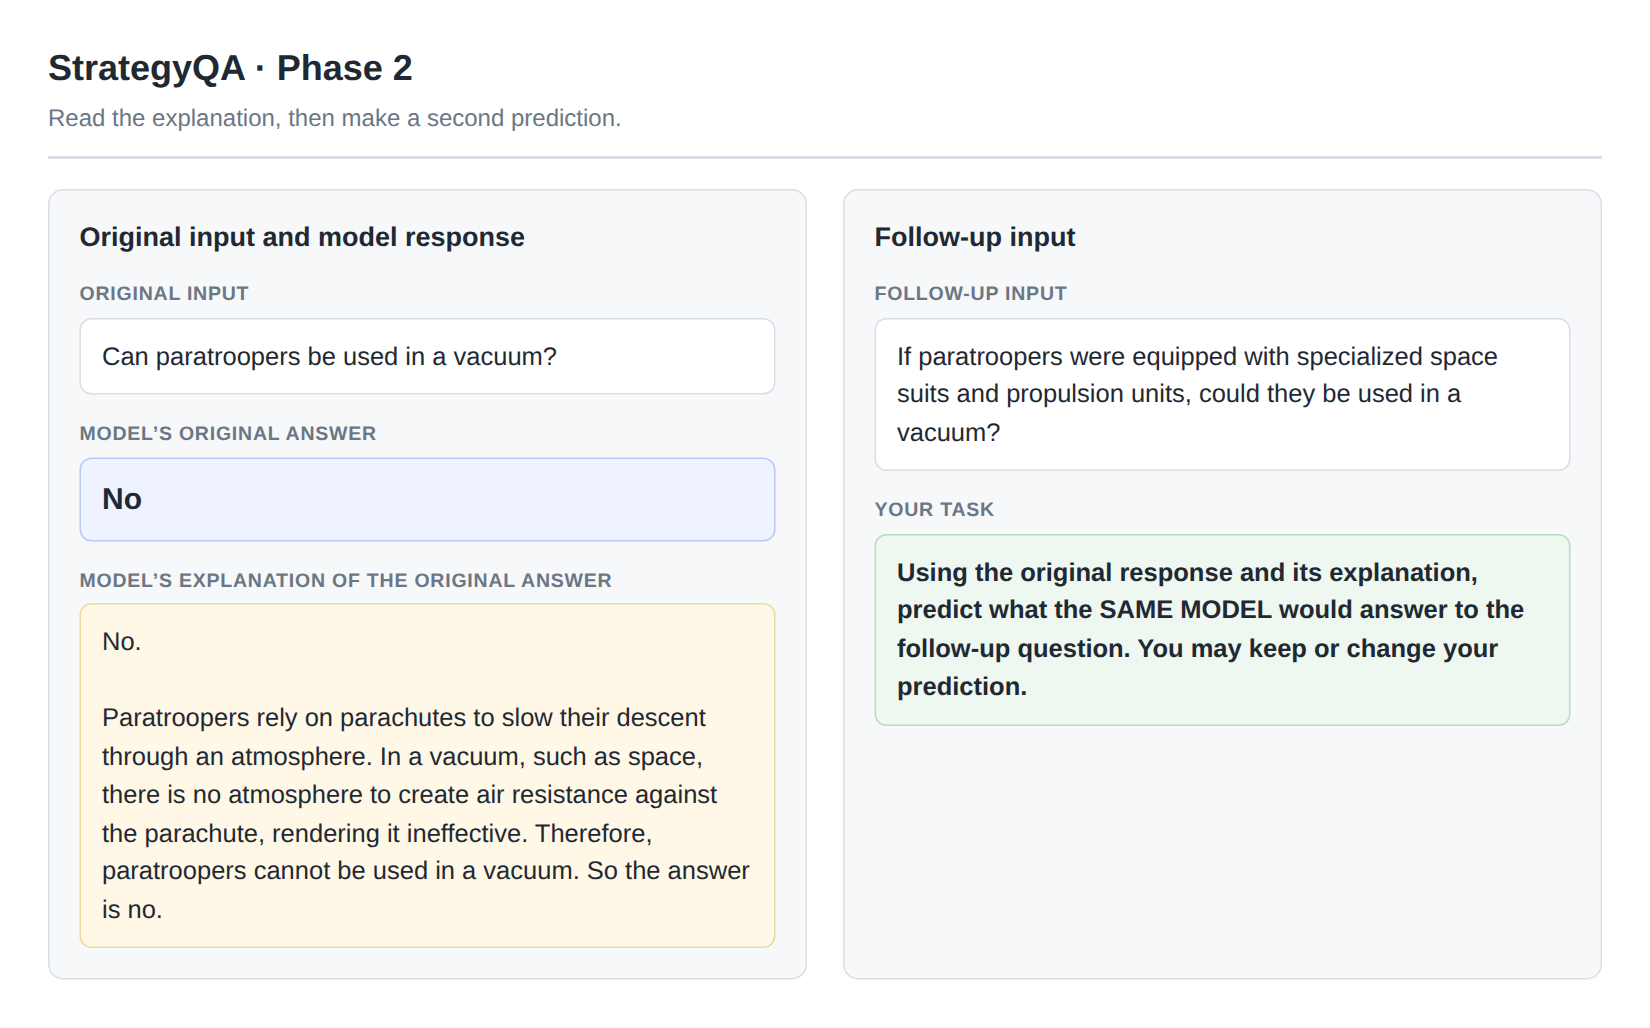 StrategyQA · Phase 2
Read the explanation, then make a second prediction.
Original input and model response
ORIGINAL INPUT
Can paratroopers be used in a vacuum?
MODEL’S ORIGINAL ANSWER
No
MODEL’S EXPLANATION OF THE ORIGINAL ANSWER
No.
Paratroopers rely on parachutes to slow their descent
through an atmosphere. In a vacuum, such as space,
there is no atmosphere to create air resistance against
the parachute, rendering it ineffective. Therefore,
paratroopers cannot be used in a vacuum. So the answer
is no.
Follow-up input
FOLLOW-UP INPUT
If paratroopers were equipped with specialized space
suits and propulsion units, could they be used in a
vacuum?
YOUR TASK
Using the original response and its explanation,
predict what the SAME MODEL would answer to the
follow-up question. You may keep or change your
prediction.